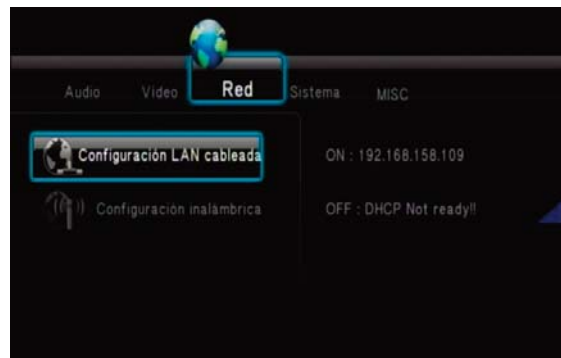 Audio Video Red Sistema MISC
Configuración LAN cableada ON : 192.168.158.109
Configuración inalámbrica OFF : DHCP Not ready!!